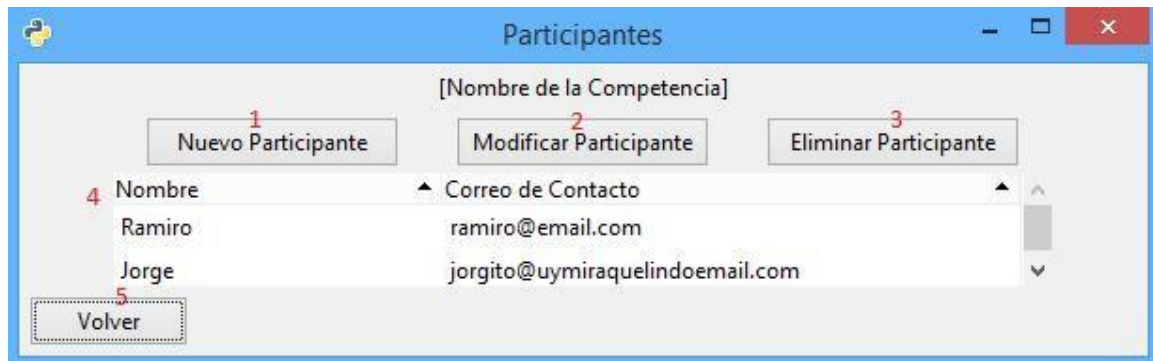 Participantes
[Nombre de la Competencia]
1 2 3
Nuevo Participante Modificar Participante Eliminar Participante
4 Nombre Correo de Contacto
Ramiro ramiro@email.com
Jorge jorgito@uymiraquelindoemail.com
5
Volver